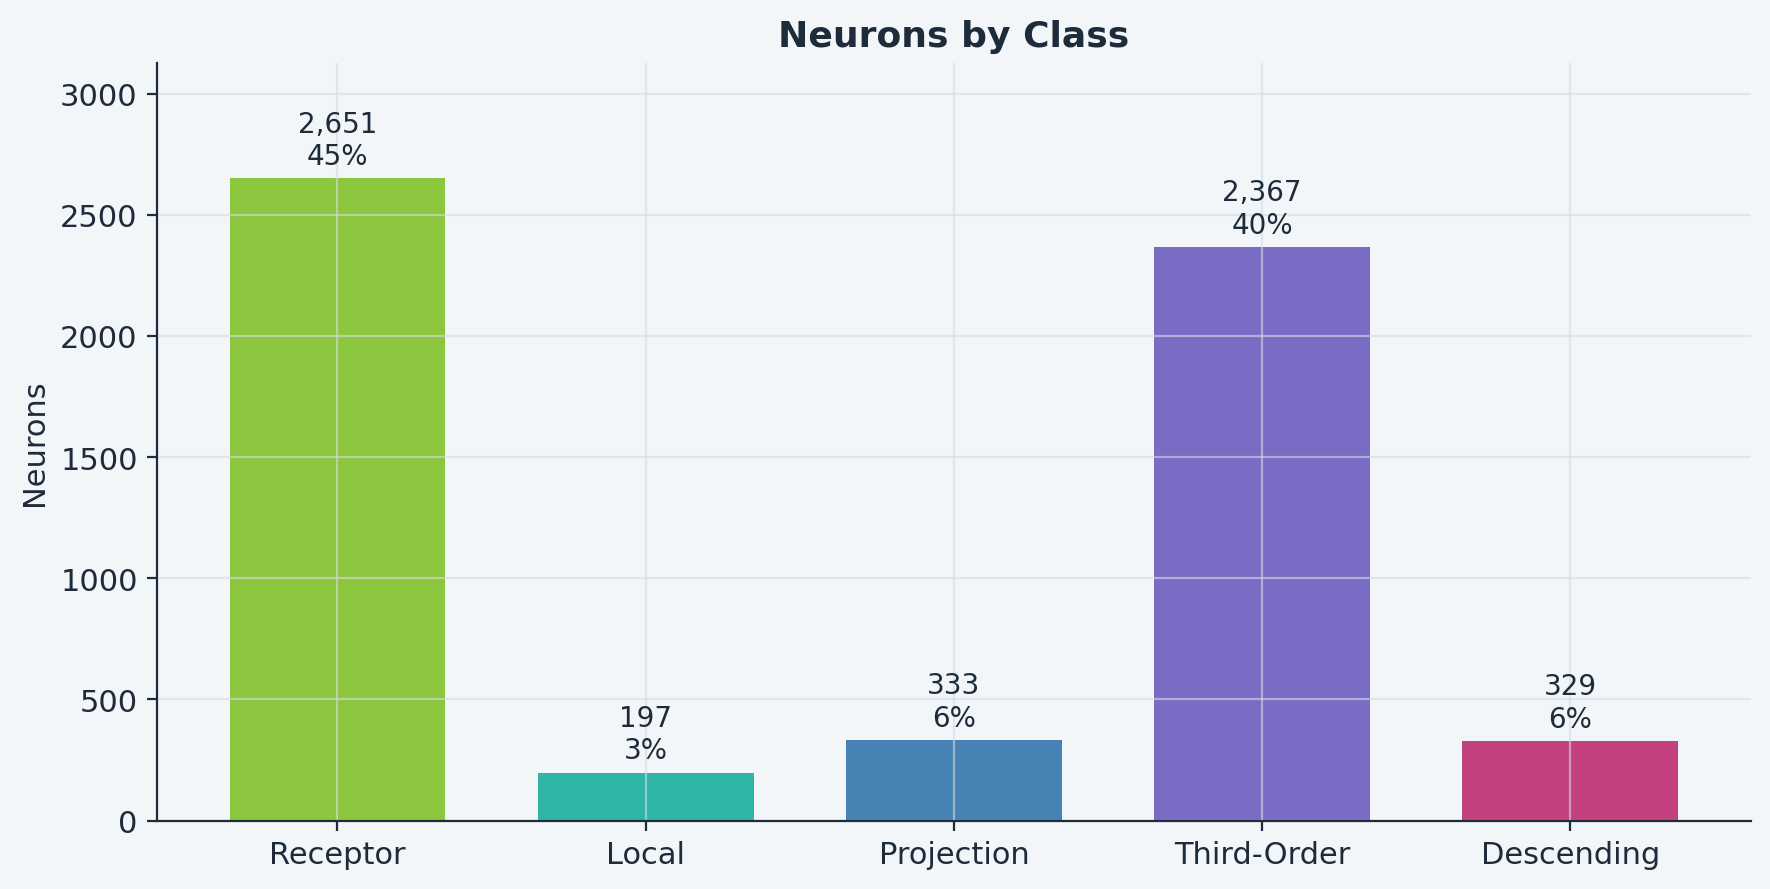 Neurons by Class
Neurons
3000
2500
2000
1500
1000
500
0
2,651
45%
197
3%
333
6%
2,367
40%
329
6%
Receptor
Local
Projection
Third-Order
Descending